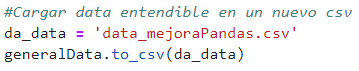 #Cargar data entendible en un nuevo csv
da_data = 'data_mejoraPandas.csv'
generalData.to_csv(da_data)